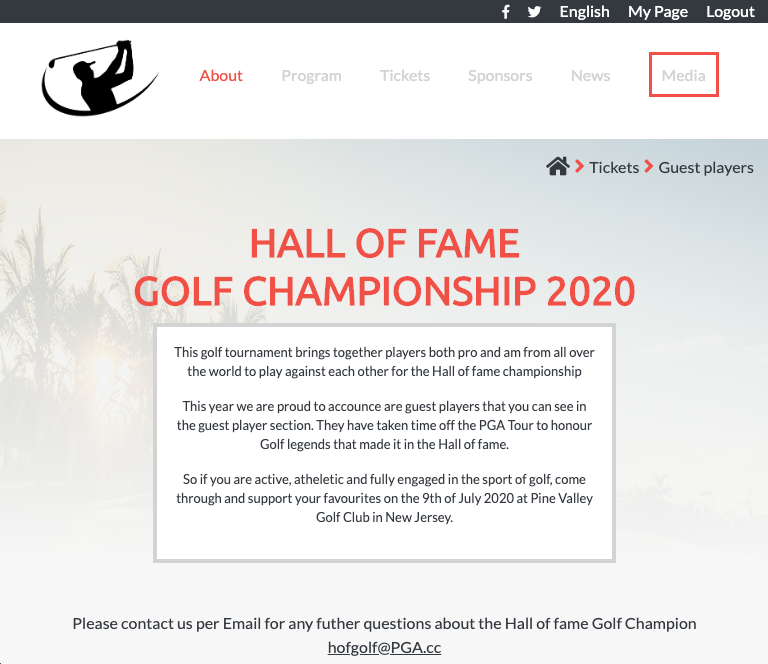 English My Page Logout
About Program Tickets Sponsors News Media
Tickets Guest players
HALL OF FAME
GOLF CHAMPIONSHIP 2020
This golf tournament brings together players both pro and am from all over
the world to play against each other for the Hall of fame championship
This year we are proud to accounce are guest players that you can see in
the guest player section. They have taken time off the PGA Tour to honour
Golf legends that made it in the Hall of fame.
So if you are active, atheletic and fully engaged in the sport of golf, come
through and support your favourites on the 9th of July 2020 at Pine Valley
Golf Club in New Jersey.
Please contact us per Email for any futher questions about the Hall of fame Golf Champion
hofgolf@PGA.cc